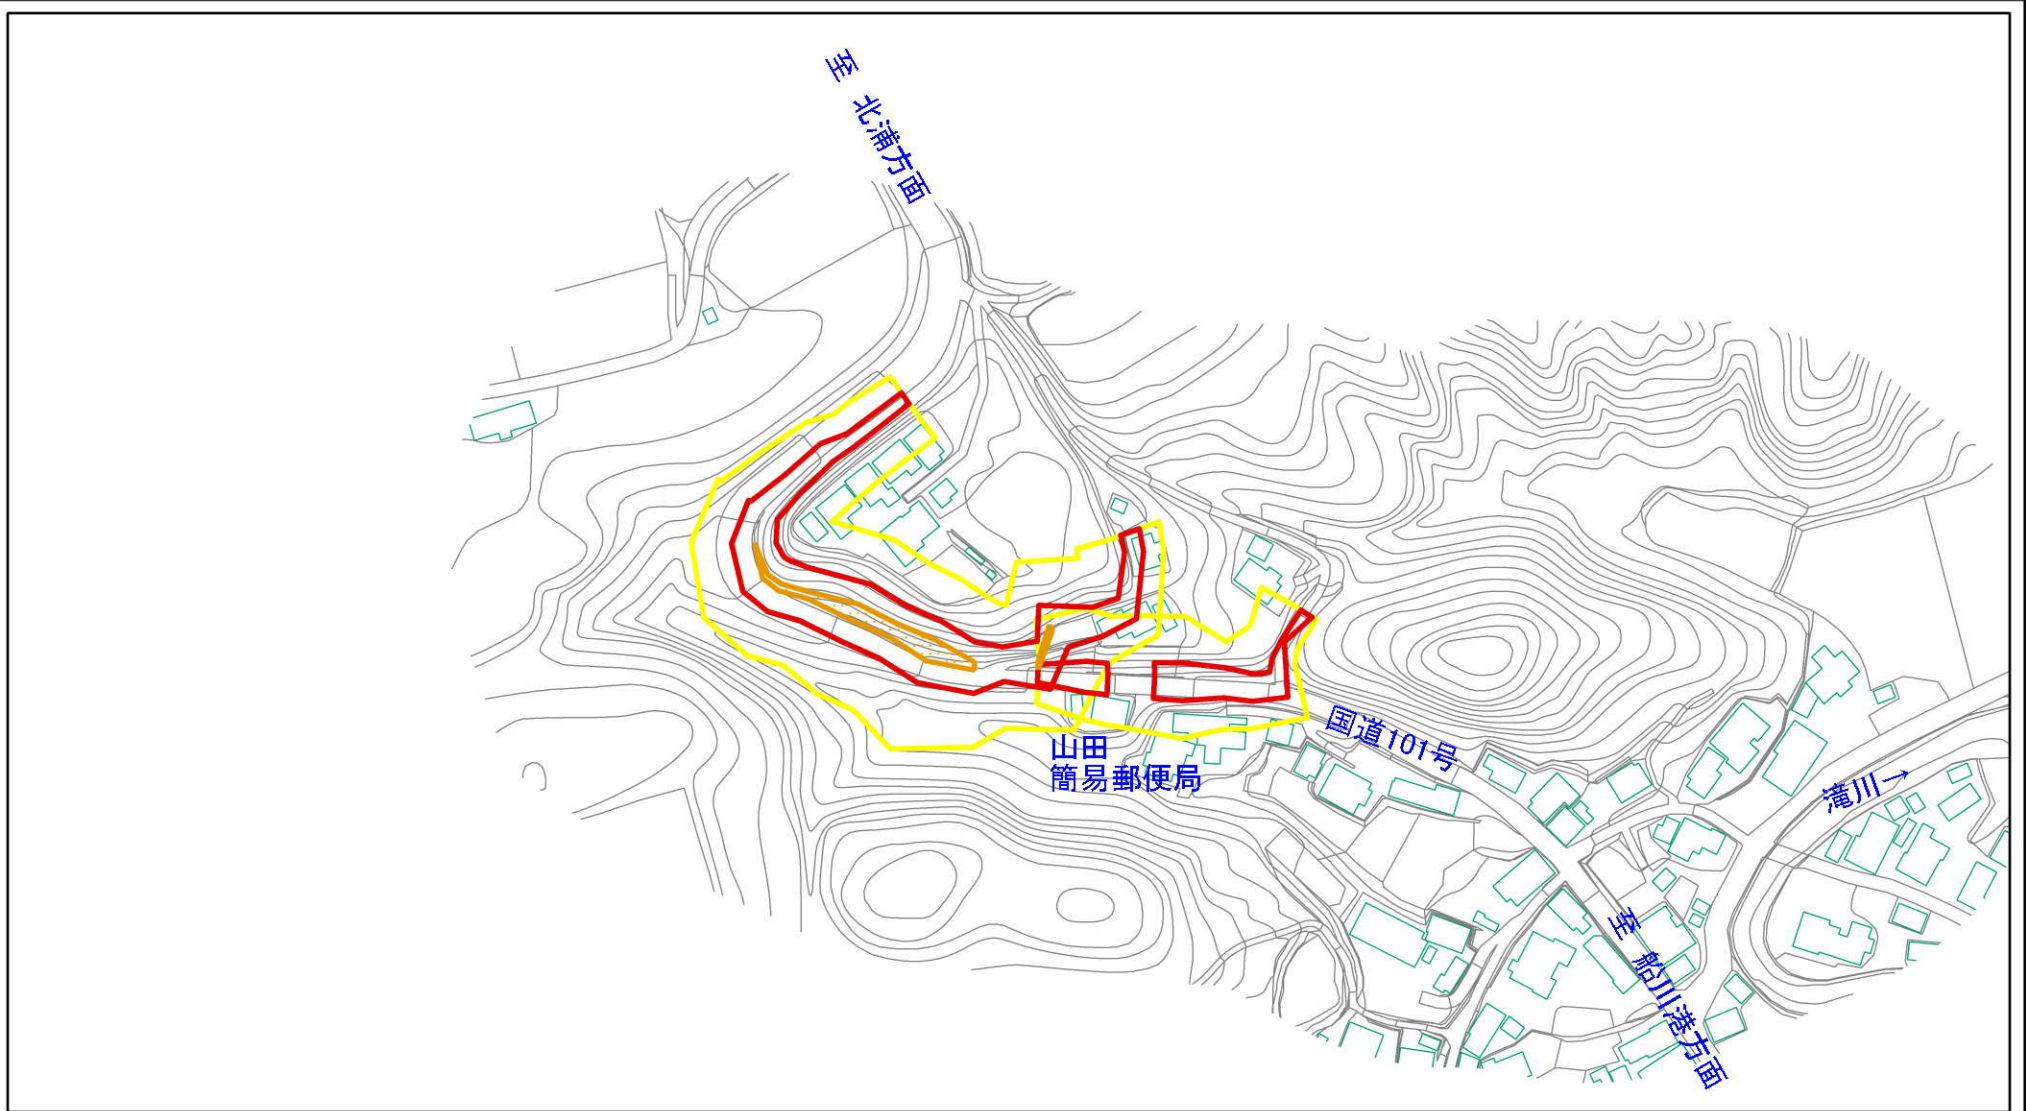 至 北浦方面
国道101号
山田
簡易郵便局
滝川→
至 船川港方面